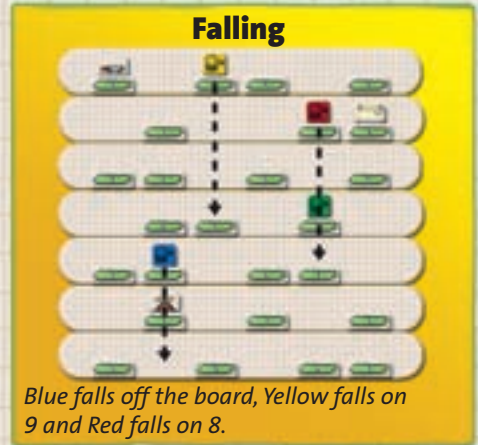 Falling
Blue falls off the board, Yellow falls on
9 and Red falls on 8.